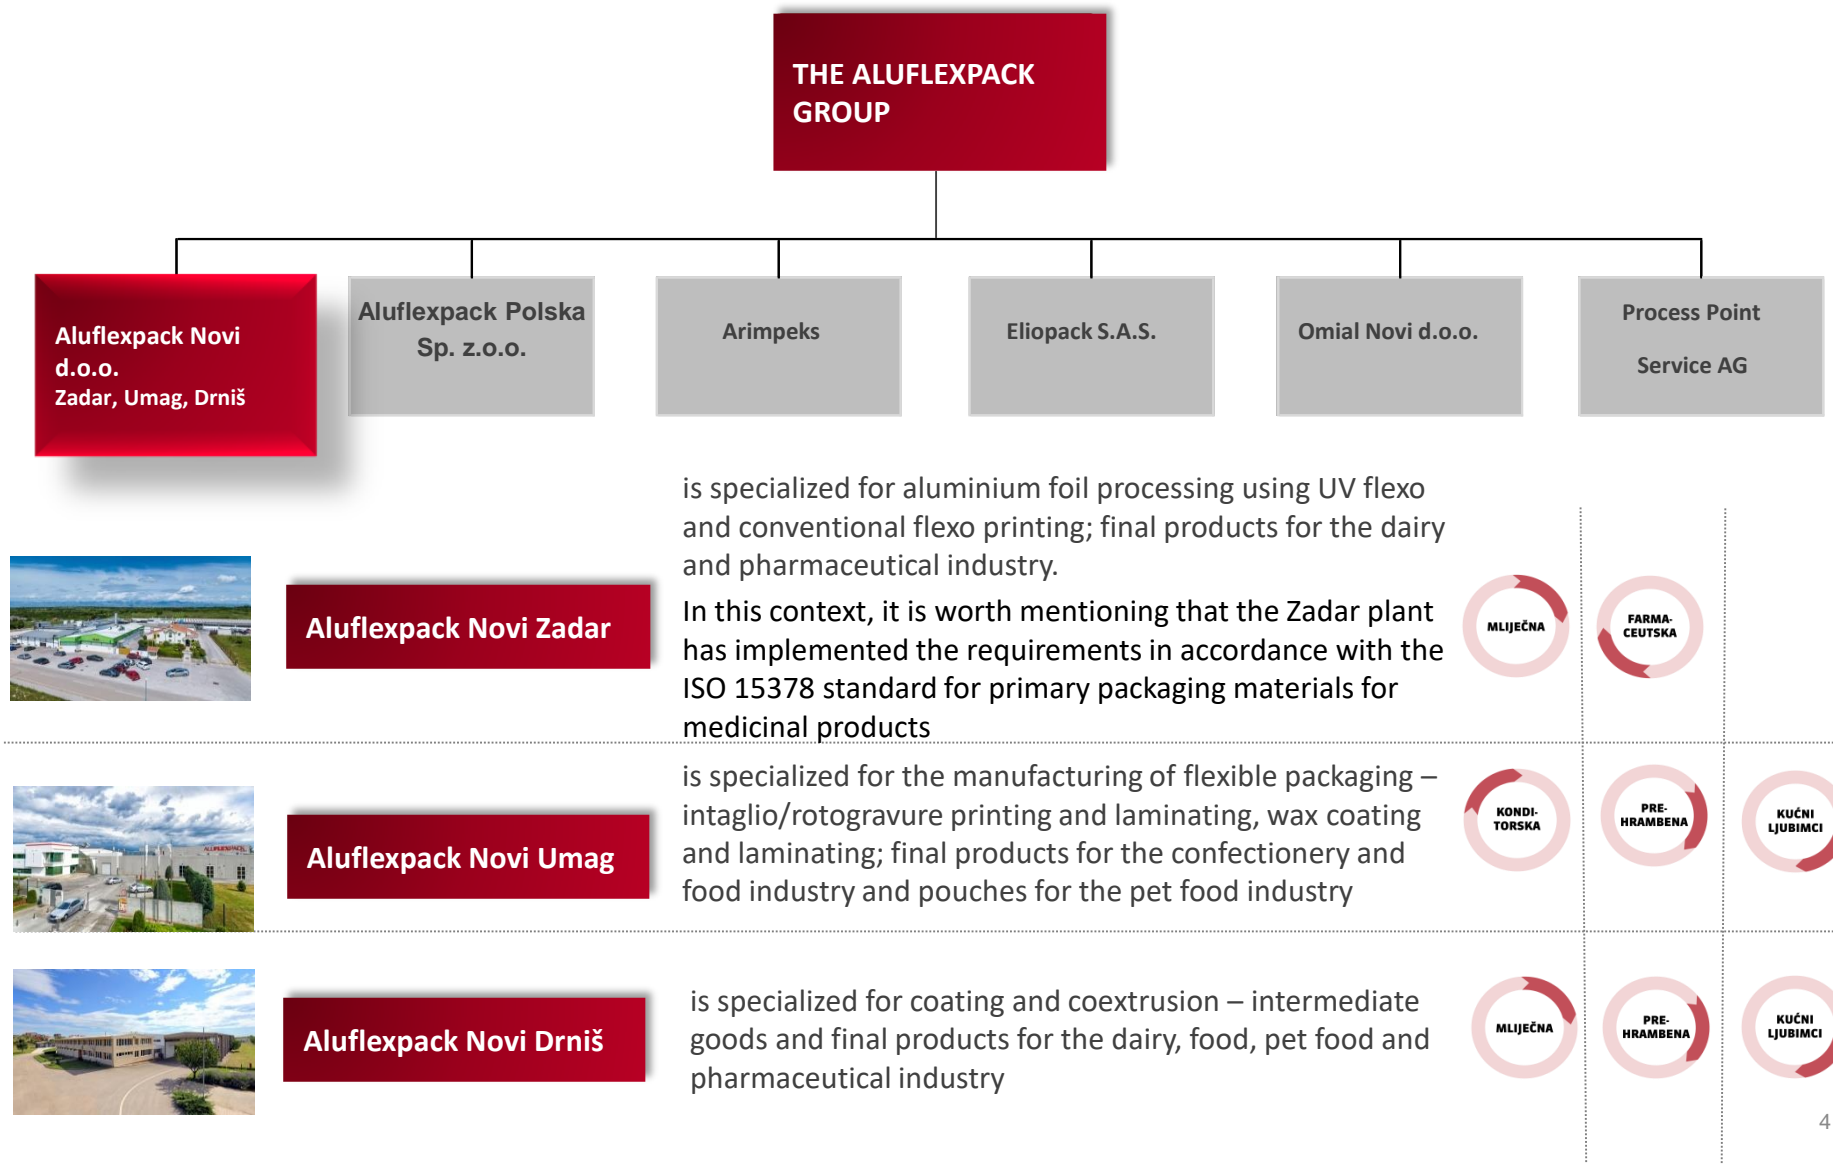 THE ALUFLEXPACK
GROUP
Aluflexpack Novi
d.o.o.
Zadar, Umag, Drniš
Aluflexpack Polska
Sp. z.o.o.
Arimpeks
Eliopack S.A.S.
Omial Novi d.o.o.
Process Point
Service AG
Aluflexpack Novi Zadar
is specialized for aluminium foil processing using UV flexo
and conventional flexo printing; final products for the dairy
and pharmaceutical industry.
In this context, it is worth mentioning that the Zadar plant
has implemented the requirements in accordance with the
ISO 15378 standard for primary packaging materials for
medicinal products
MLIJEČNA
FARMA-
CEUTSKA
Aluflexpack Novi Umag
is specialized for the manufacturing of flexible packaging –
intaglio/rotogravure printing and laminating, wax coating
and laminating; final products for the confectionery and
food industry and pouches for the pet food industry
KONDI-
TORSKA
PRE-
HRAMBENA
KUĆNI
LJUBIMCI
Aluflexpack Novi Drniš
is specialized for coating and coextrusion – intermediate
goods and final products for the dairy, food, pet food and
pharmaceutical industry
MLIJEČNA
PRE-
HRAMBENA
KUĆNI
LJUBIMCI
4